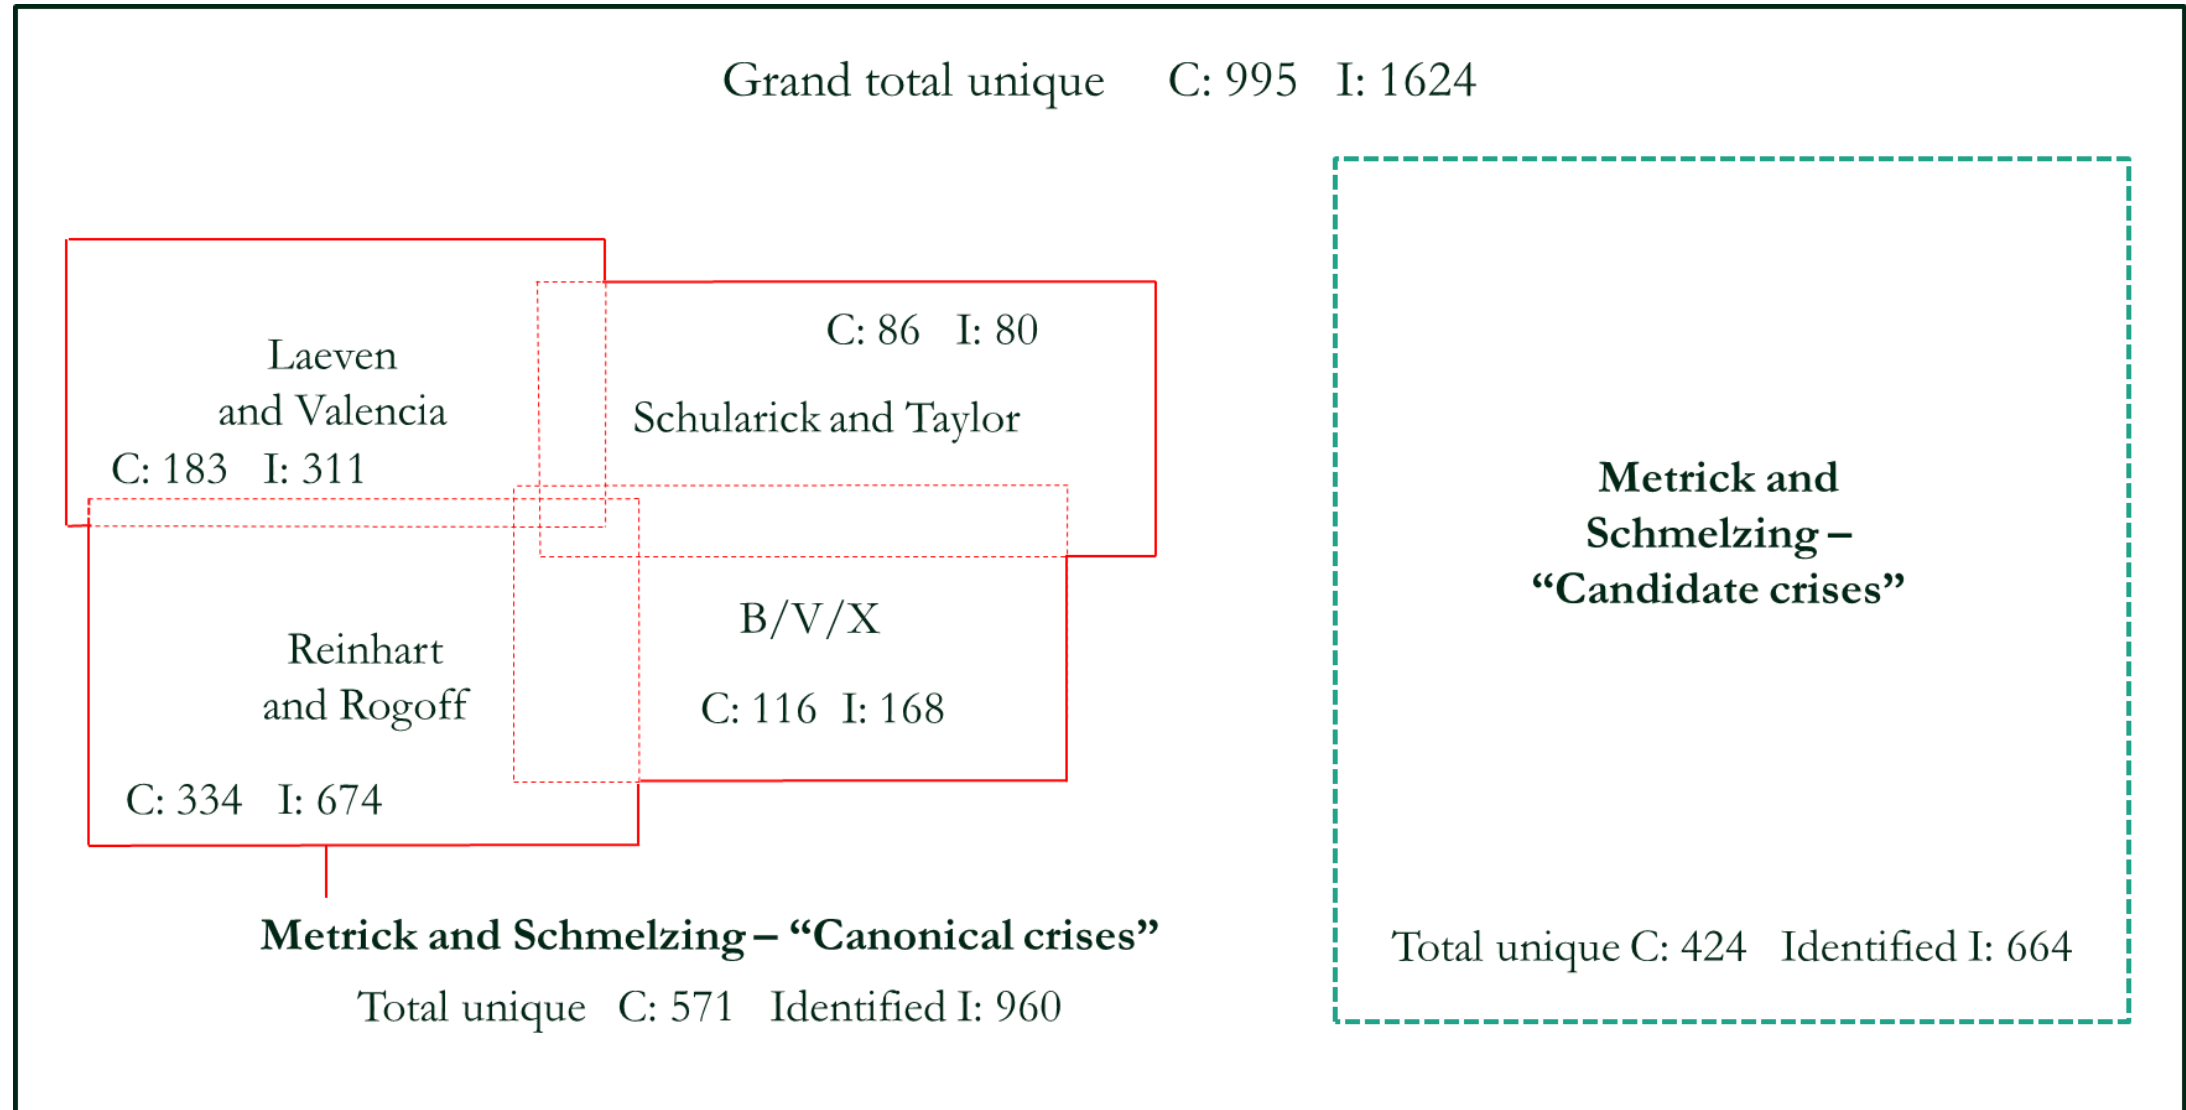 Grand total unique C: 995 I: 1624
Laeven
and Valencia
C: 183 I: 311
C: 86 I: 80
Schularick and Taylor
Reinhart
and Rogoff
C: 334 I: 674
B/V/X
C: 116 I: 168
Metrick and Schmelzing – “Canonical crises”
Total unique C: 571 Identified I: 960
Metrick and
Schmelzing –
“Candidate crises”
Total unique C: 424 Identified I: 664